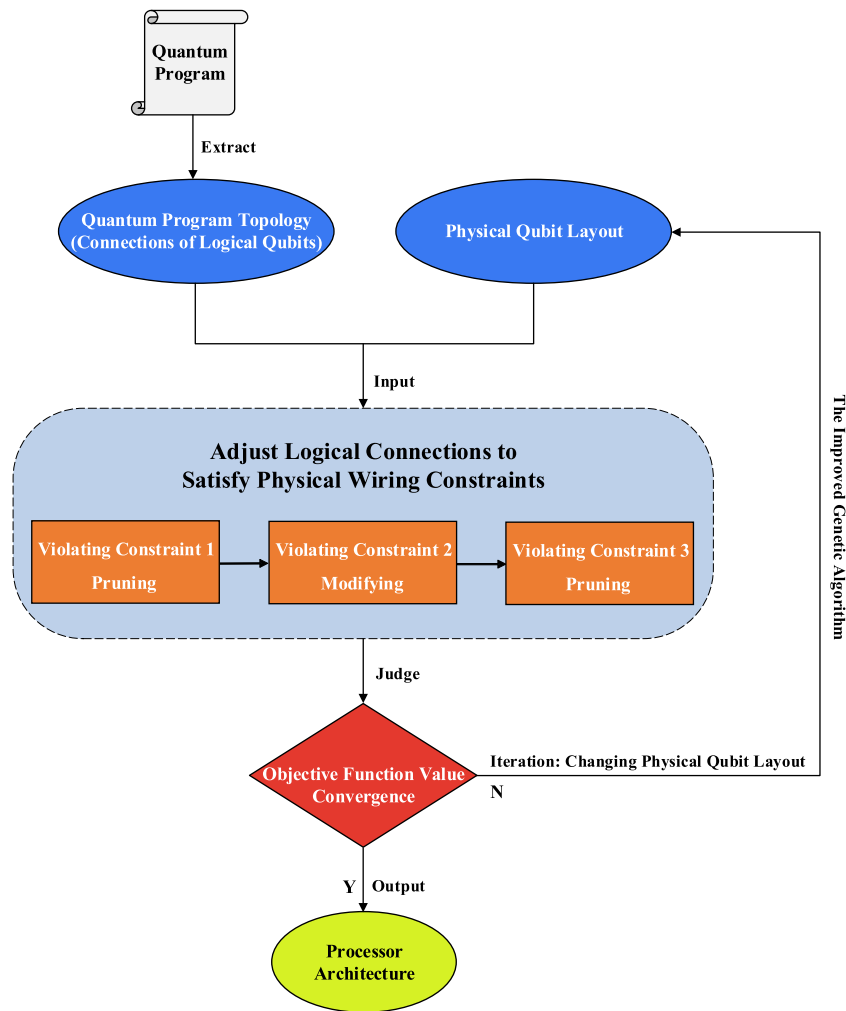 Quantum
Program
Extract
Quantum Program Topology
(Connections of Logical Qubits)
Physical Qubit Layout
Input
Adjust Logical Connections to
Satisfy Physical Wiring Constraints
Violating Constraint 1
Pruning
Violating Constraint 2
Modifying
Violating Constraint 3
Pruning
The Improved Genetic Algorithm
Judge
Objective Function Value
Convergence
Iteration: Changing Physical Qubit Layout
N
Y
Output
Processor
Architecture